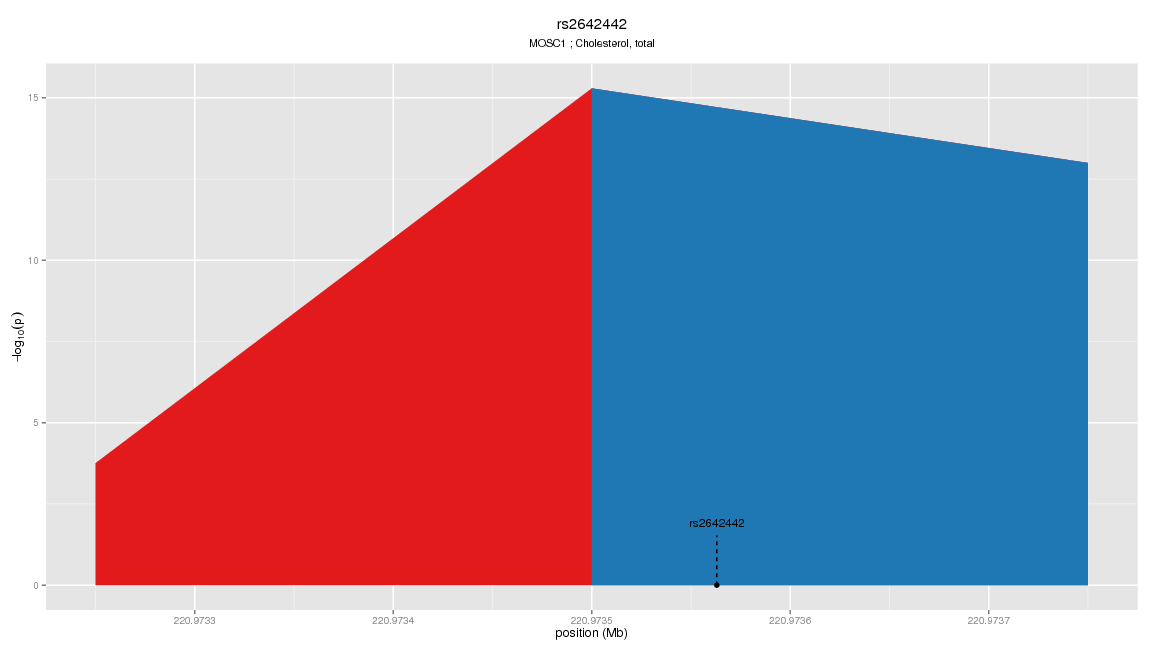 rs2642442
MOSC1 ; Cholesterol, total
15
10
5
0
−log10(p)
rs2642442
220.9733 220.9734 220.9735 220.9736 220.9737
position (Mb)